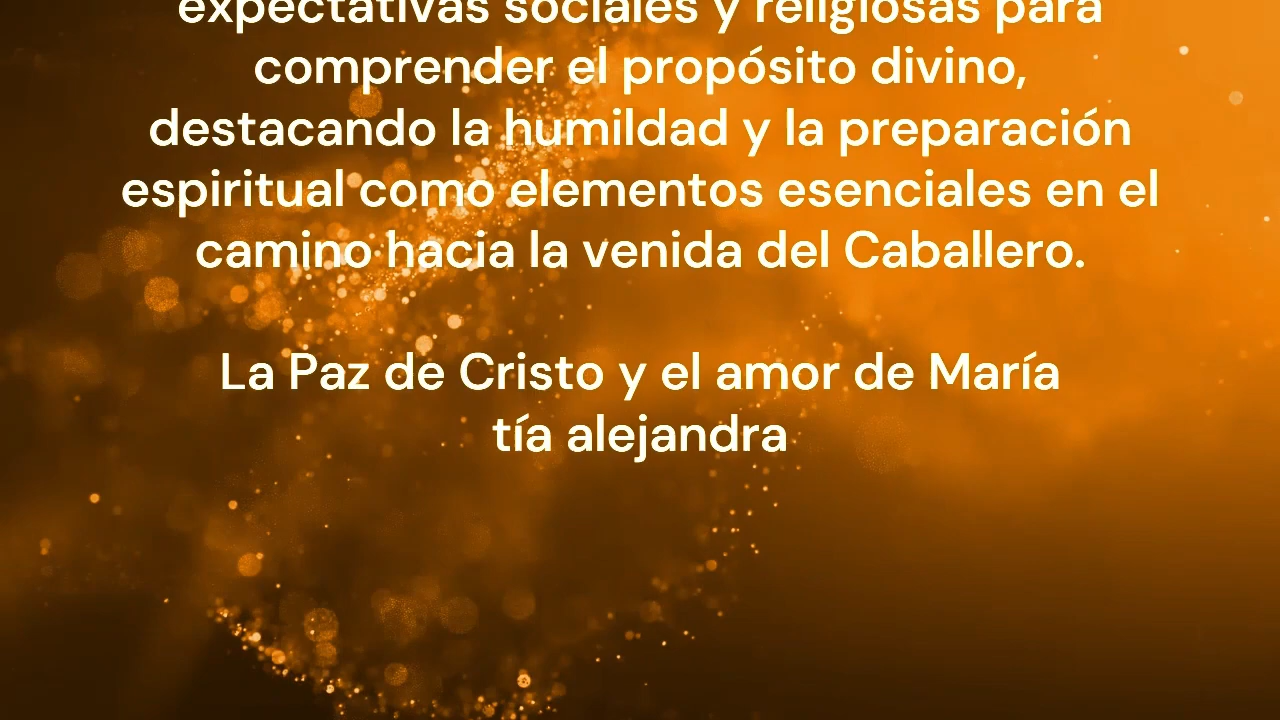 expectativas sociales y religiosas para
comprender el propósito divino,
destacando la humildad y la preparación
espiritual como elementos esenciales en el
camino hacia la venida del Caballero.
La Paz de Cristo y el amor de María
tía alejandra